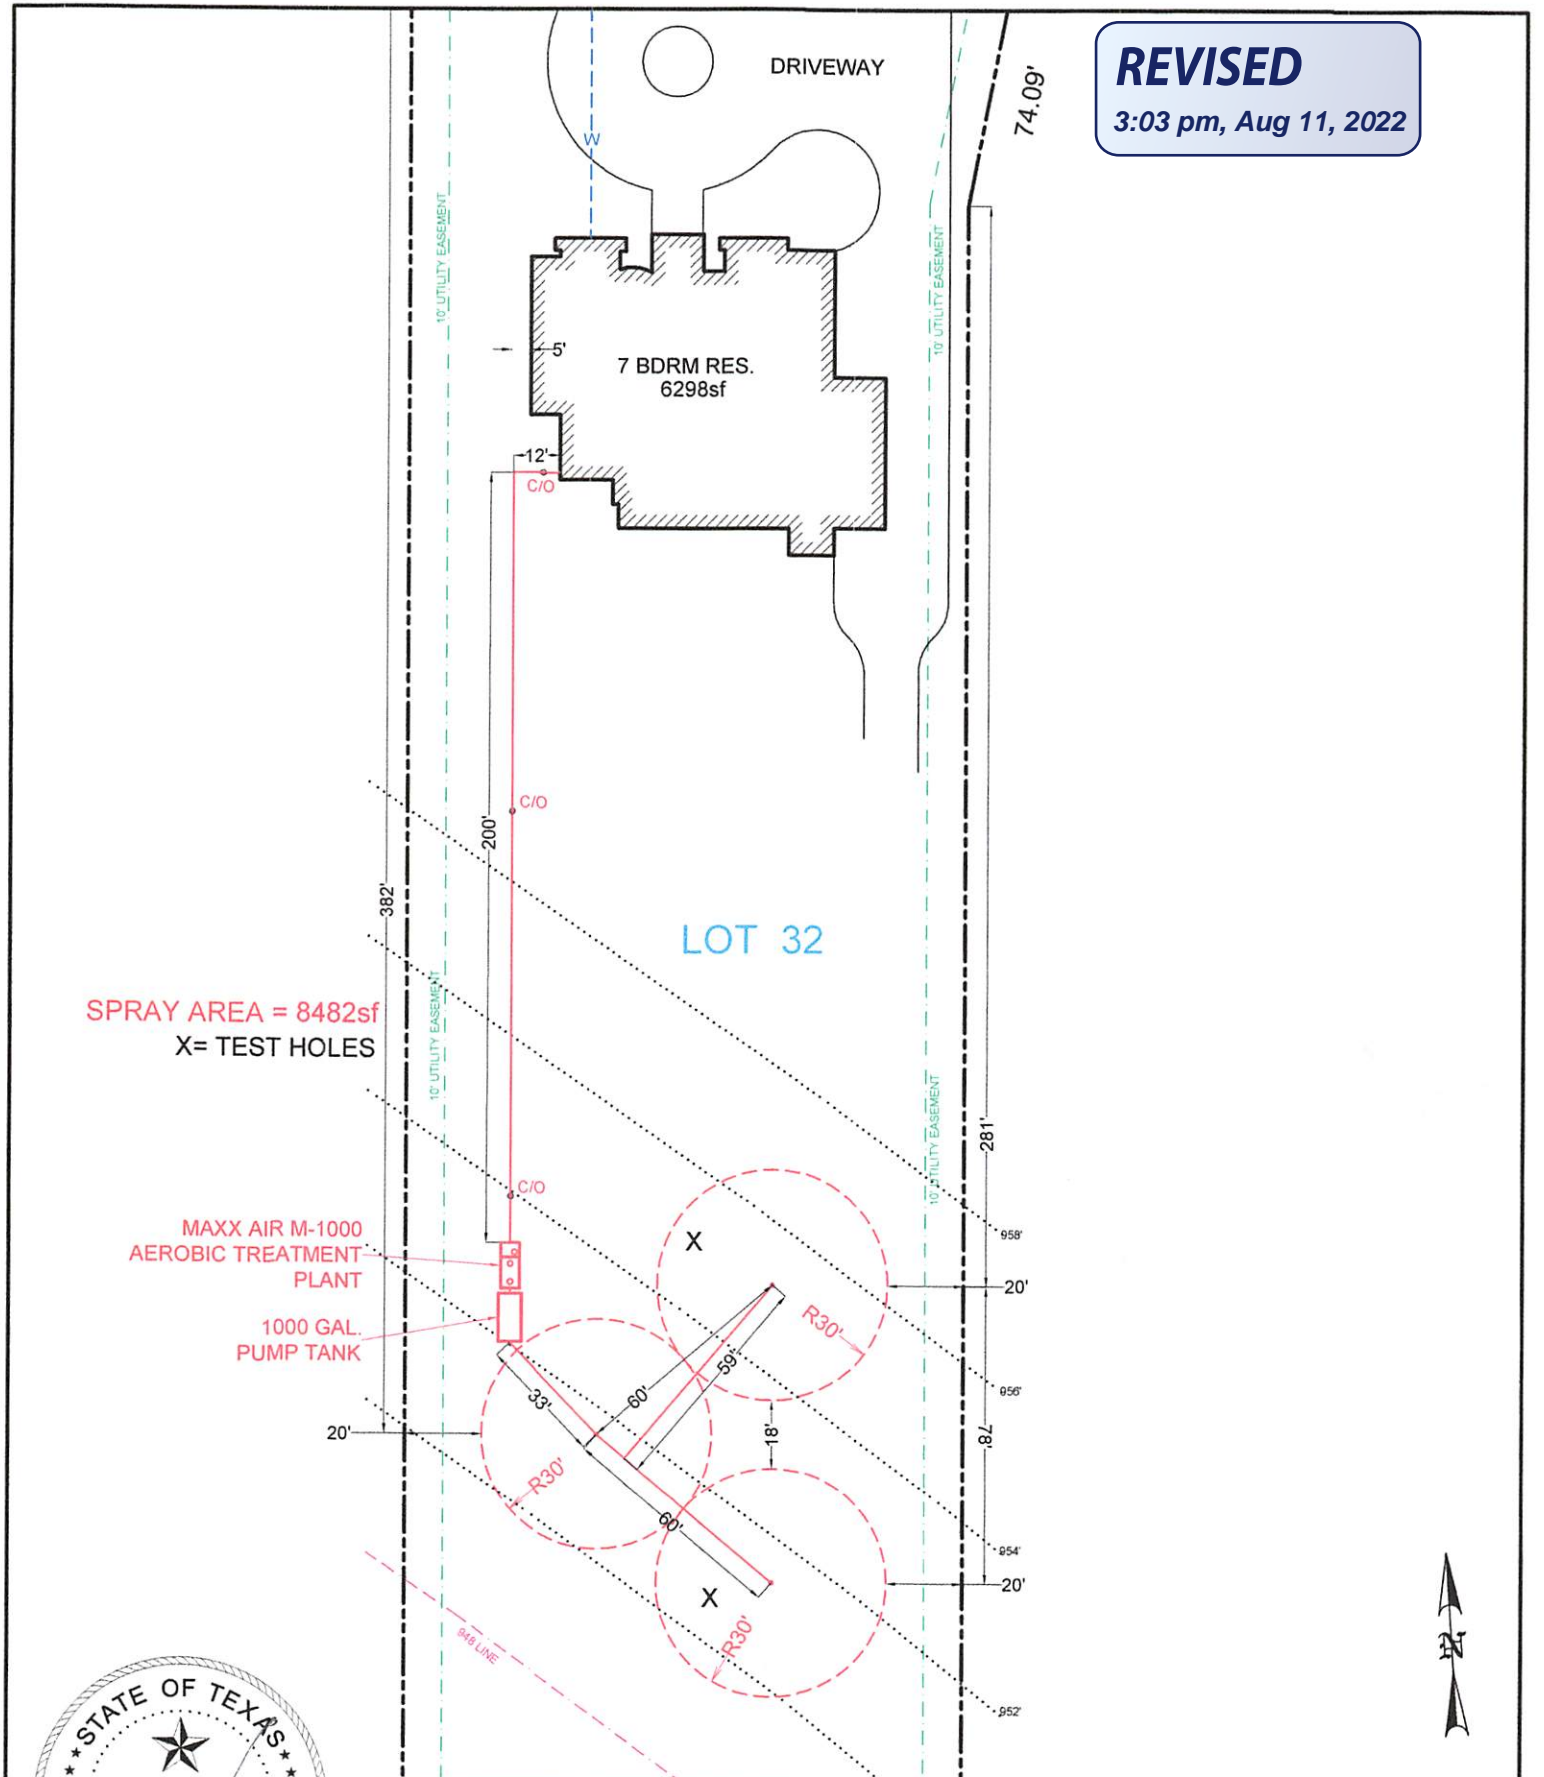 DRIVEWAY
REVISED
3:03 pm, Aug 11, 2022
74.09'
W
10' UTILITY EASEMENT
10' UTILITY EASEMENT
5'
7 BDRM RES.
6298sf
12'
C/O
C/O
200'
382'
LOT 32
SPRAY AREA = 8482sf
X= TEST HOLES
10' UTILITY EASEMENT
10' UTILITY EASEMENT
281'
C/O
MAXX AIR M-1000
AEROBIC TREATMENT
PLANT
1000 GAL.
PUMP TANK
X
958'
20'
R30'
59'
60'
33'
956'
18'
78'
20'
R30'
60'
954'
20'
X
R30'
948 LINE
952'
N
STATE OF TEXAS